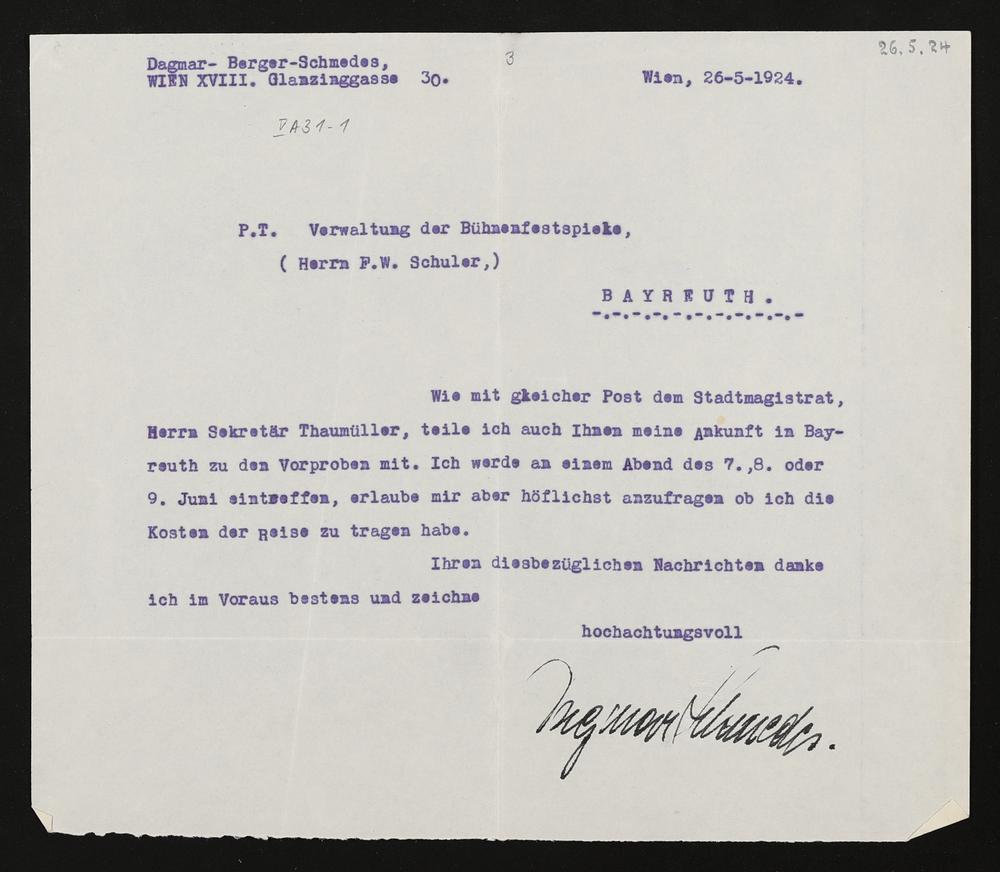 26.5.24
3
Dagmar- Berger-Schmedes,
WIEN XVIII. Glanzinggasse 30.
Wien, 26-5-1924.
V A31-1
P.T. Verwaltung der Bühnenfestspiele,
( Herrn F.W. Schuler,)
BAYREUTH.
-.-.-.-.-.-.-.-.-.-.-
Wie mit gleicher Post dem Stadtmagistrat,
Herrn Sekretär Thaumüller, teile ich auch Ihnen meine Ankunft in Bay-
reuth zu den Vorproben mit. Ich werde an einem Abend des 7.,8. oder
9. Juni eintreffen, erlaube mir aber höflichst anzufragen ob ich die
Kosten der Reise zu tragen habe.
Ihren diesbezüglichen Nachrichten danke
ich im Voraus bestens und zeichne
hochachtungsvoll
Dagmar Schmedes.